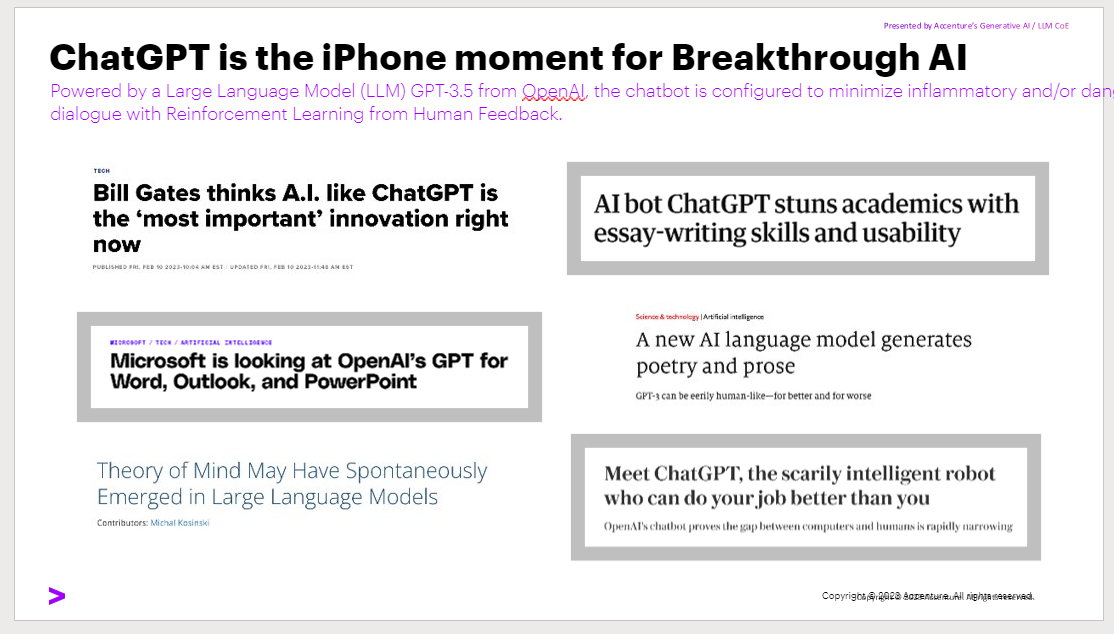 Presented by Accenture's Generative AI / LLM CoE
ChatGPT is the iPhone moment for Breakthrough AI
Powered by a Large Language Model (LLM) GPT-3.5 from OpenAI, the chatbot is configured to minimize inflammatory and/or dang
dialogue with Reinforcement Learning from Human Feedback.
TECH
Bill Gates thinks A.I. like ChatGPT is
the ‘most important’ innovation right
now
PUBLISHED FRI, FEB 10 2023-10:04 AM EST | UPDATED FRI, FEB 10 2023-11:48 AM EST
AI bot ChatGPT stuns academics with
essay-writing skills and usability
MICROSOFT / TECH / ARTIFICIAL INTELLIGENCE
Microsoft is looking at OpenAI’s GPT for
Word, Outlook, and PowerPoint
Science & technology | Artificial intelligence
A new AI language model generates
poetry and prose
GPT-3 can be eerily human-like—for better and for worse
Theory of Mind May Have Spontaneously
Emerged in Large Language Models
Contributors: Michal Kosinski
Meet ChatGPT, the scarily intelligent robot
who can do your job better than you
OpenAI's chatbot proves the gap between computers and humans is rapidly narrowing
>
Copyright © 2023 Accenture. All rights reserved.